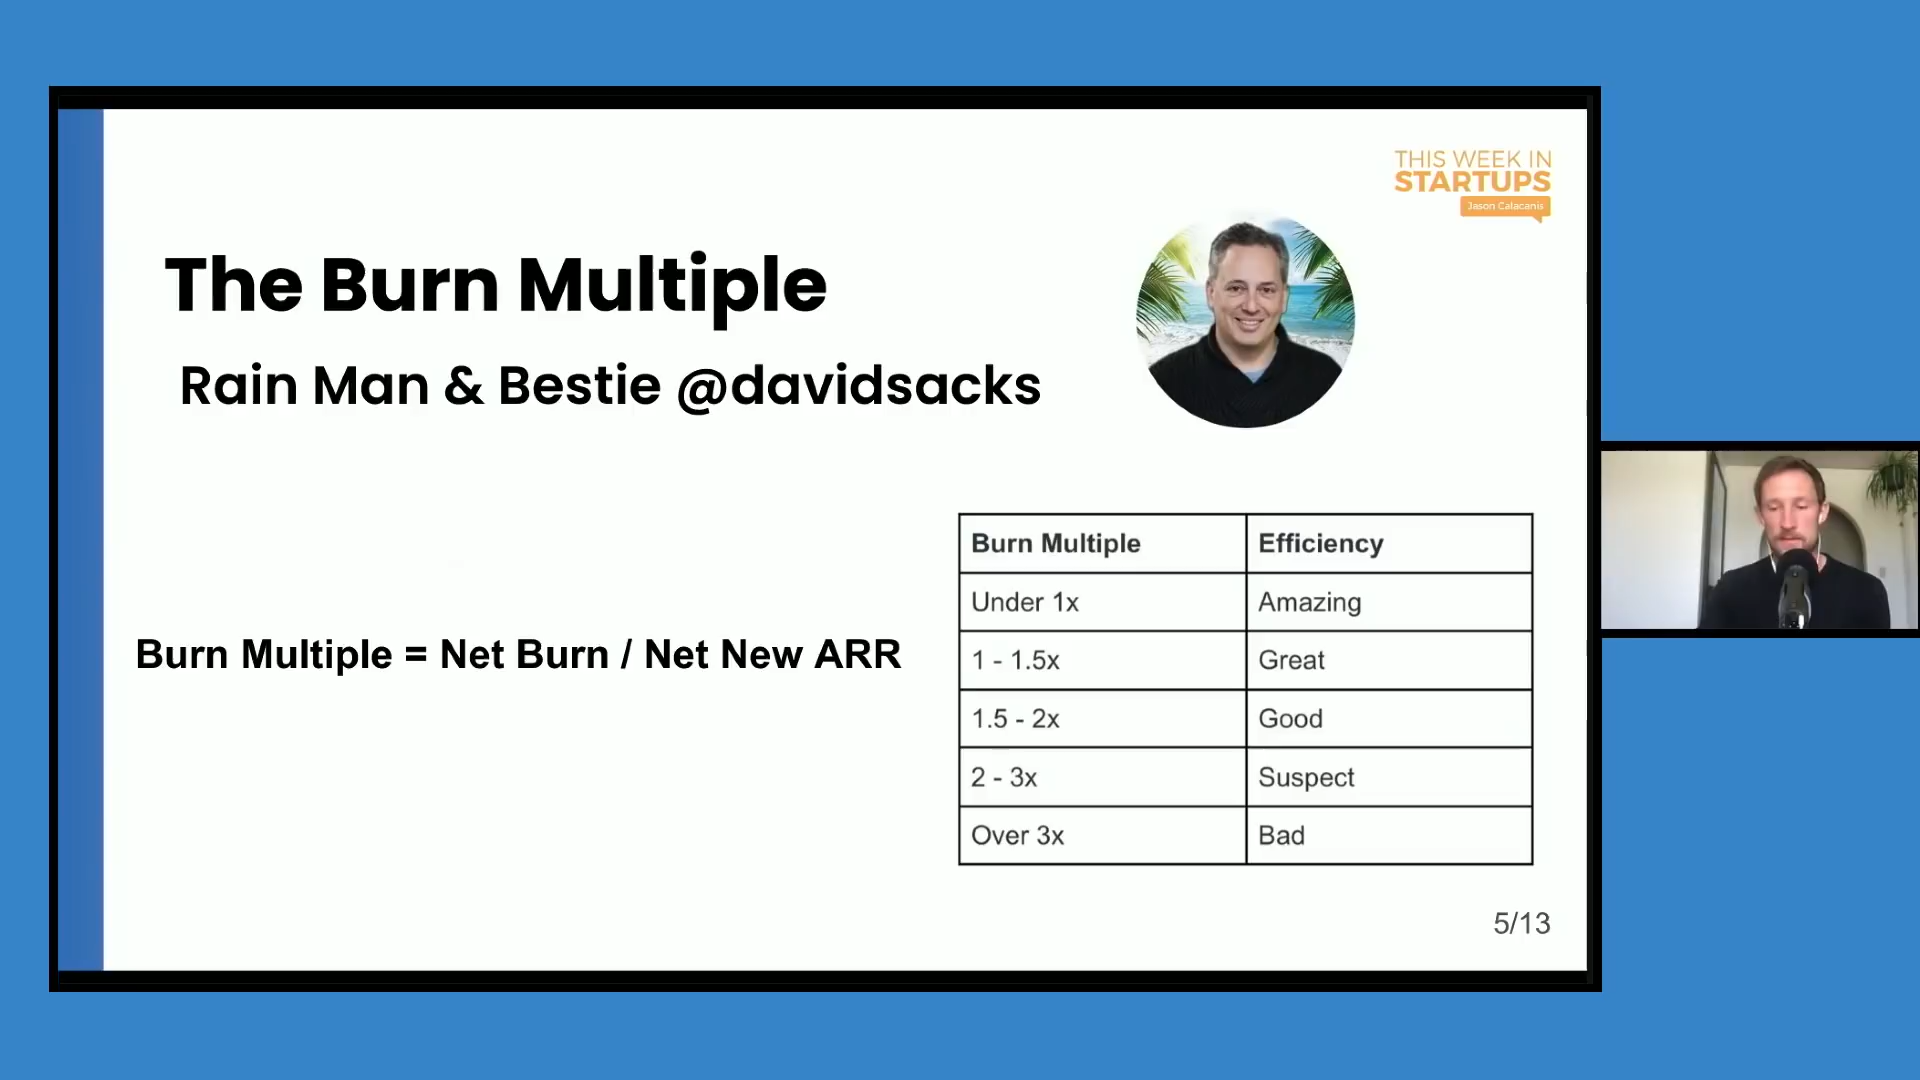 THIS WEEK IN
STARTUPS
Jason Calacanis
The Burn Multiple
Rain Man & Bestie @davidsacks
Burn Multiple = Net Burn / Net New ARR
Burn Multiple Efficiency
Under 1x Amazing
1 - 1.5x Great
1.5 - 2x Good
2 - 3x Suspect
Over 3x Bad
5/13